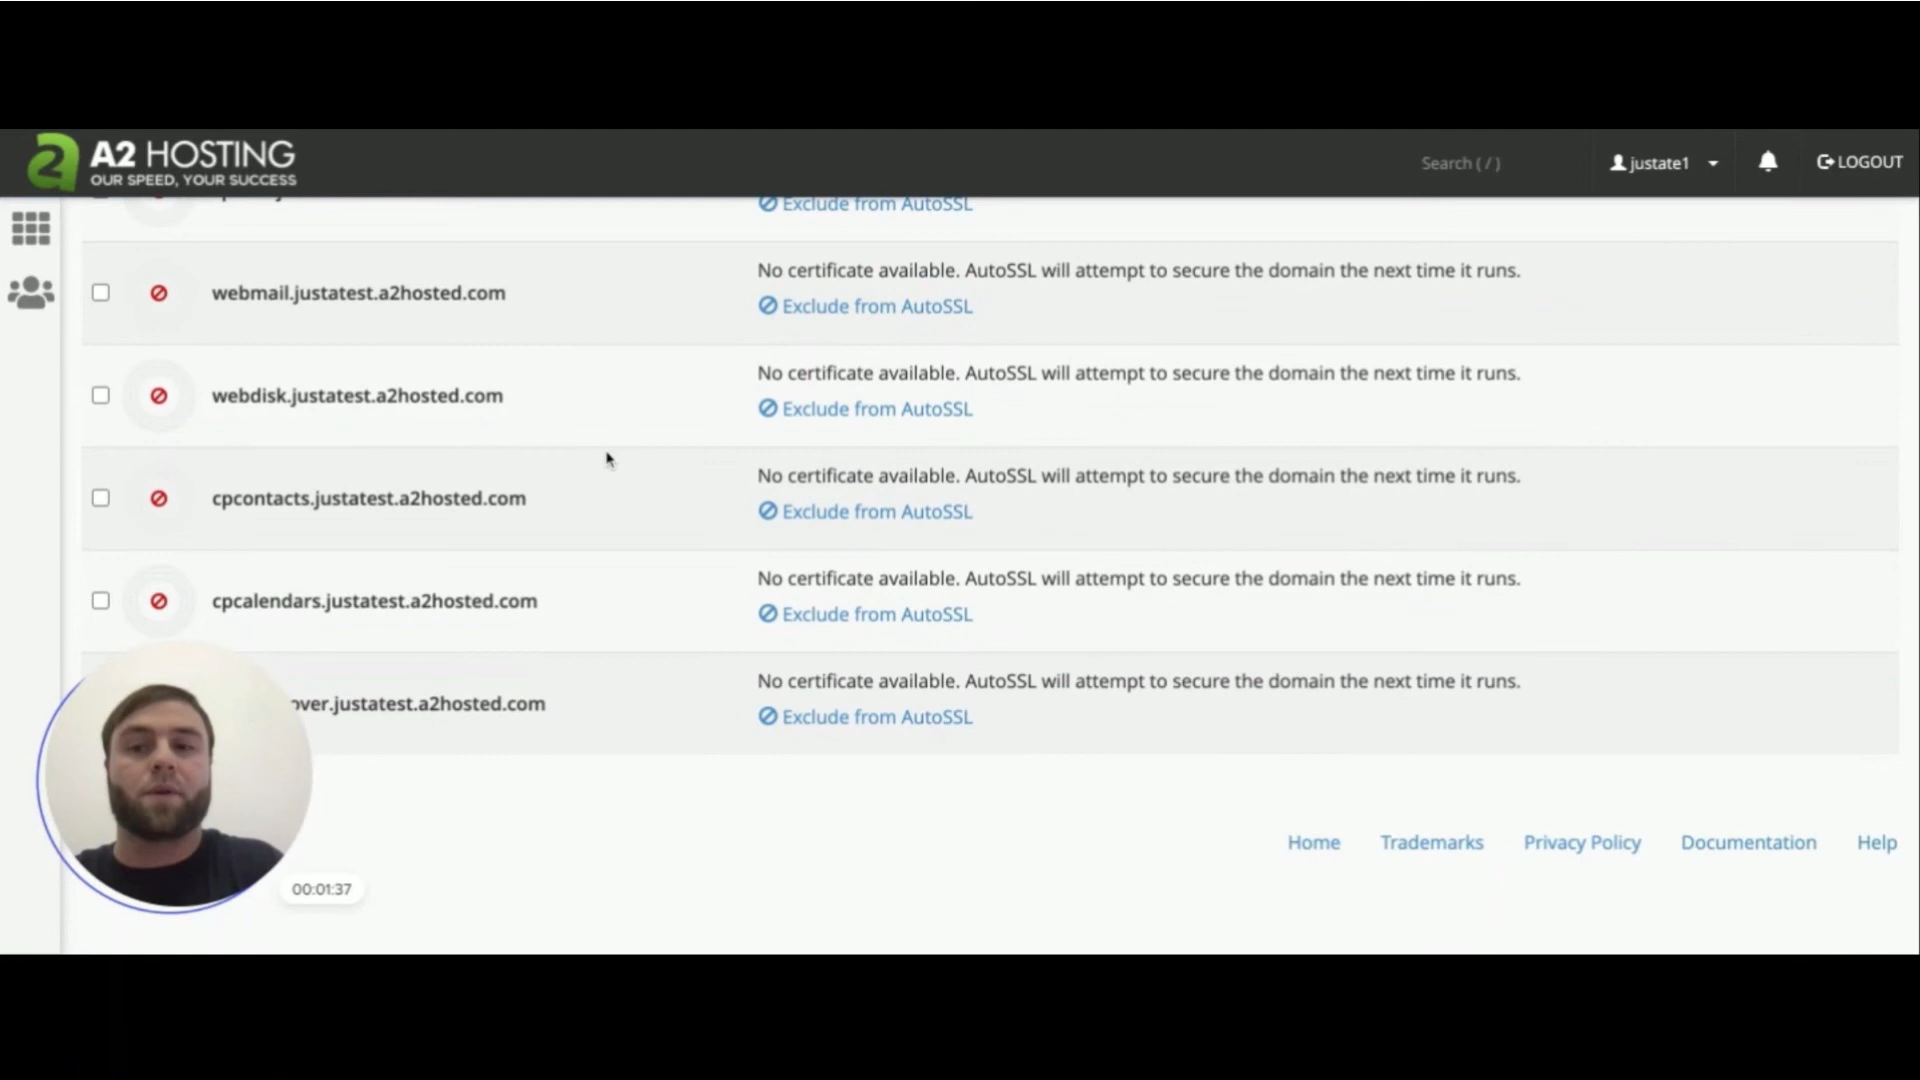 A2 HOSTING
OUR SPEED, YOUR SUCCESS
Search ( / )
justate1
LOGOUT
Exclude from AutoSSL
webmail.justatest.a2hosted.com
No certificate available. AutoSSL will attempt to secure the domain the next time it runs.
Exclude from AutoSSL
webdisk.justatest.a2hosted.com
No certificate available. AutoSSL will attempt to secure the domain the next time it runs.
Exclude from AutoSSL
cpcontacts.justatest.a2hosted.com
No certificate available. AutoSSL will attempt to secure the domain the next time it runs.
Exclude from AutoSSL
cpcalendars.justatest.a2hosted.com
No certificate available. AutoSSL will attempt to secure the domain the next time it runs.
Exclude from AutoSSL
over.justatest.a2hosted.com
No certificate available. AutoSSL will attempt to secure the domain the next time it runs.
Exclude from AutoSSL
Home
Trademarks
Privacy Policy
Documentation
Help
00:01:37